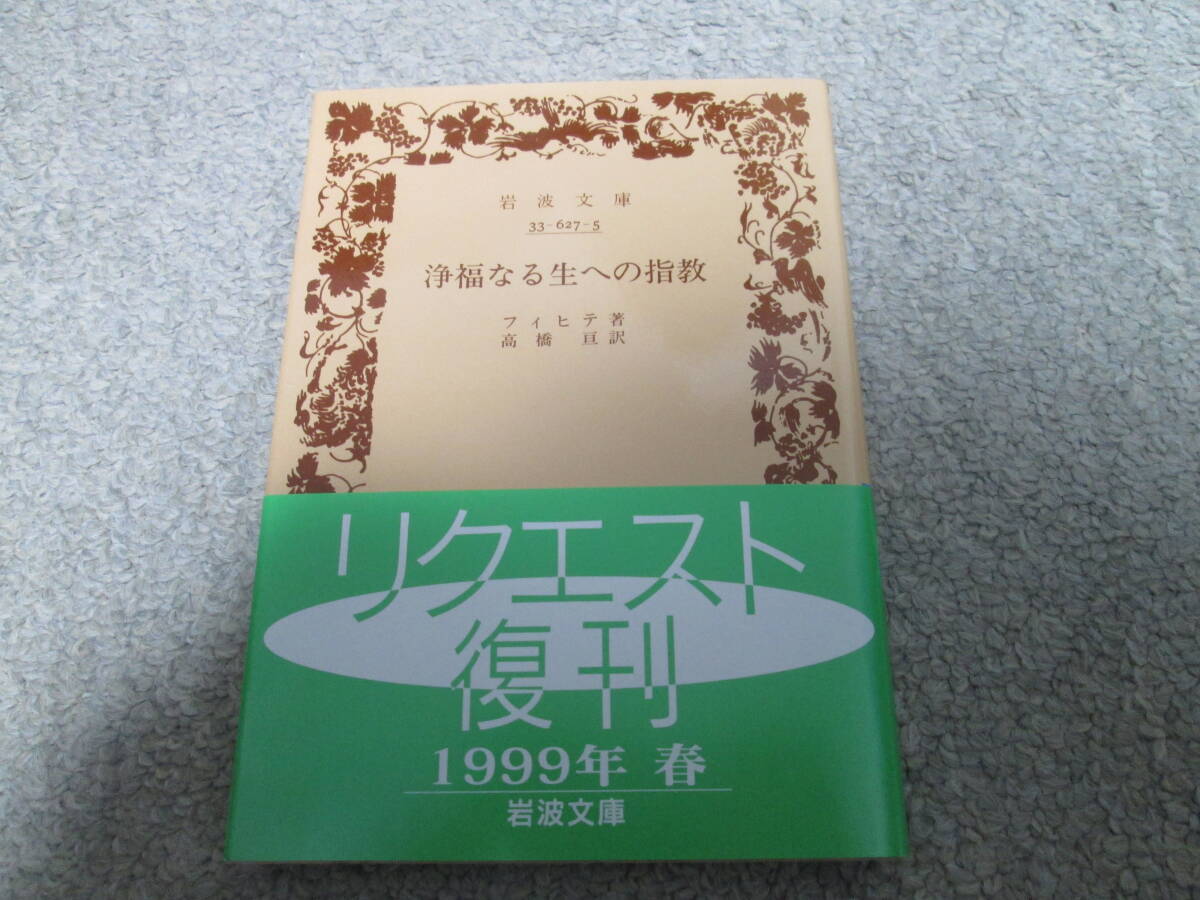 岩波文庫
33-627-5
浄福なる生への指教
フィヒテ著
高橋亘訳
リクエスト
復刊
1999年 春
岩波文庫